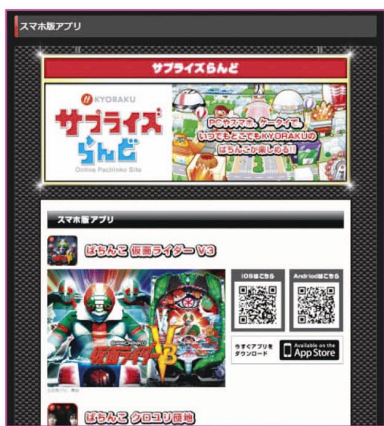 スマホ版アプリ
サプライズらんど
KYORAKU
サプライズ
らんど
Online Pachinko Site
PCやスマホ、ケータイで、
いつでもどこでもKYORAKUの
ぱちんこが楽しめる!!
スマホ版アプリ
ぱちんこ 仮面ライダー V3
iOSはこちら
Andriodはこちら
仮面ライダー
V3
今すぐアプリを
ダウンロード
Available on the
App Store
ぱちんこ クロユリ団地